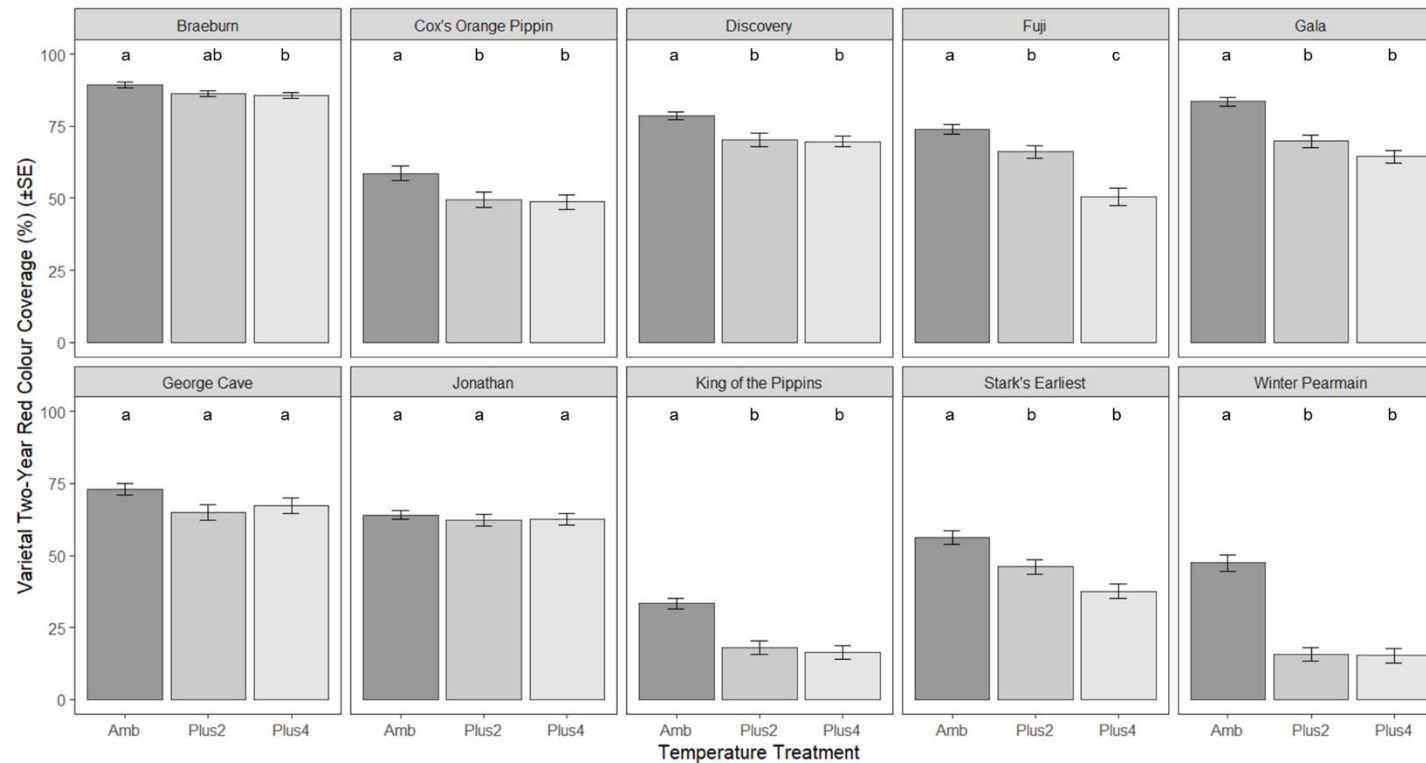 Braeburn
Cox's Orange Pippin
Discovery
Fuji
Gala
a ab b
a b b
a b b
a b c
a b b
100
75
50
25
0
George Cave
Jonathan
King of the Pippins
Stark's Earliest
Winter Pearmain
a a a
a a a
a b b
a b b
a b b
100
75
50
25
0
Amb Plus2 Plus4
Amb Plus2 Plus4
Amb Plus2 Plus4
Amb Plus2 Plus4
Amb Plus2 Plus4
Temperature Treatment
Varietal Two-Year Red Colour Coverage (%) (±SE)